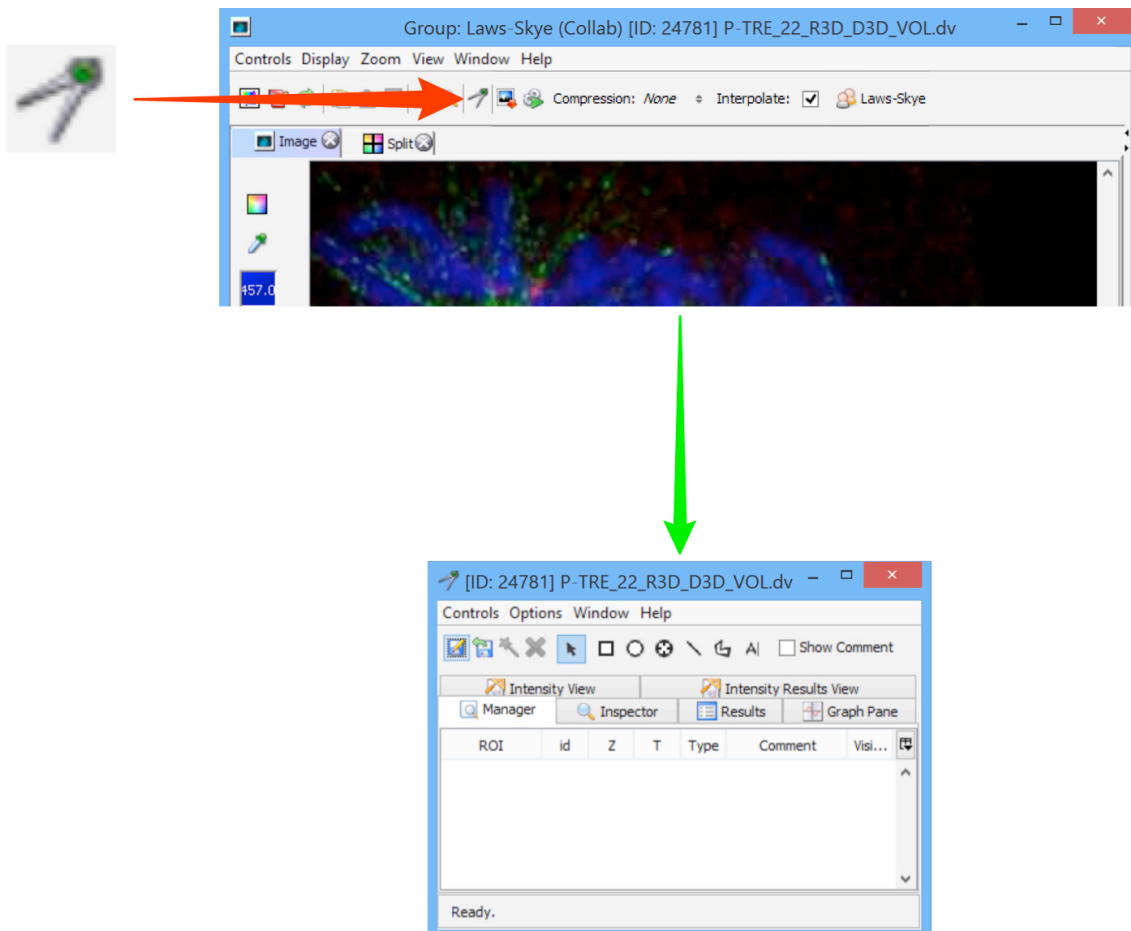 Group: Laws-Skye (Collab) [ID: 24781] P-TRE_22_R3D_D3D_VOL.dv
Controls Display Zoom View Window Help
Compression: None Interpolate: Laws-Skye
Image Split
457.0
[ID: 24781] P-TRE_22_R3D_D3D_VOL.dv
Controls Options Window Help
A| Show Comment
Intensity View Intensity Results View
Manager Inspector Results Graph Pane
ROI id Z T Type Comment Visi...
Ready.